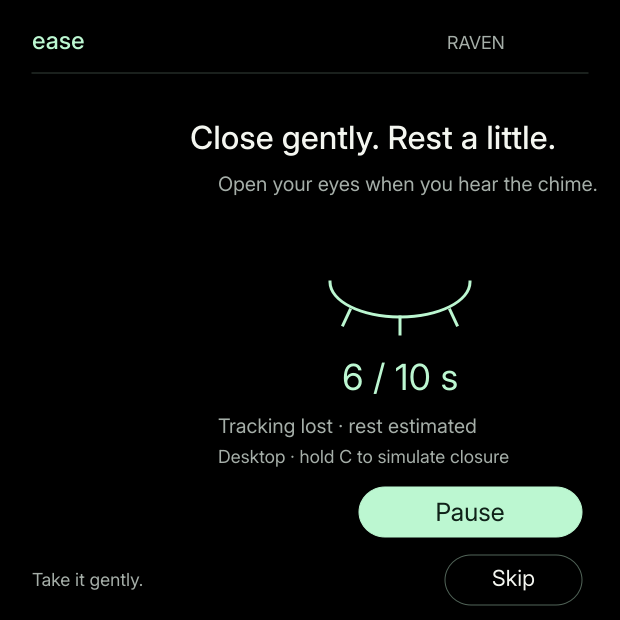 ease
RAVEN
Close gently. Rest a little.
Open your eyes when you hear the chime.
6 / 10 s
Tracking lost · rest estimated
Desktop · hold C to simulate closure
Pause
Take it gently.
Skip